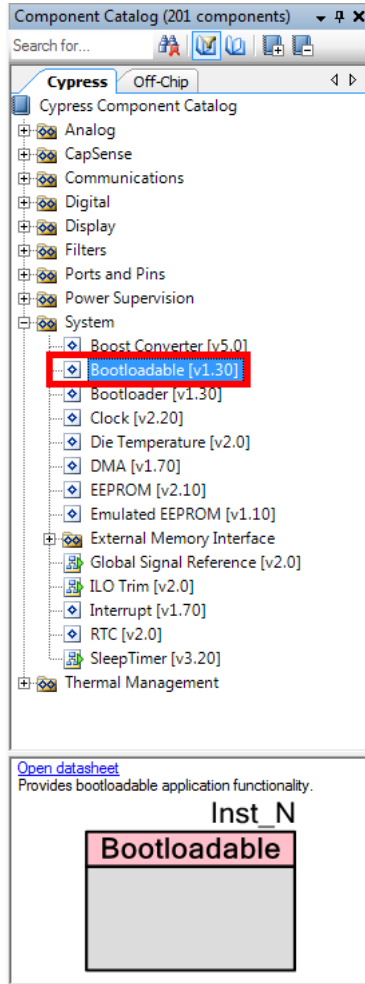 Component Catalog (201 components)
Search for...
Cypress
Off-Chip
Cypress Component Catalog
Analog
CapSense
Communications
Digital
Display
Filters
Ports and Pins
Power Supervision
System
Boost Converter [v5.0]
Bootloadable [v1.30]
Bootloader [v1.30]
Clock [v2.20]
Die Temperature [v2.0]
DMA [v1.70]
EEPROM [v2.10]
Emulated EEPROM [v1.10]
External Memory Interface
Global Signal Reference [v2.0]
ILO Trim [v2.0]
Interrupt [v1.70]
RTC [v2.0]
SleepTimer [v3.20]
Thermal Management
Open datasheet
Provides bootloadable application functionality.
Inst_N
Bootloadable